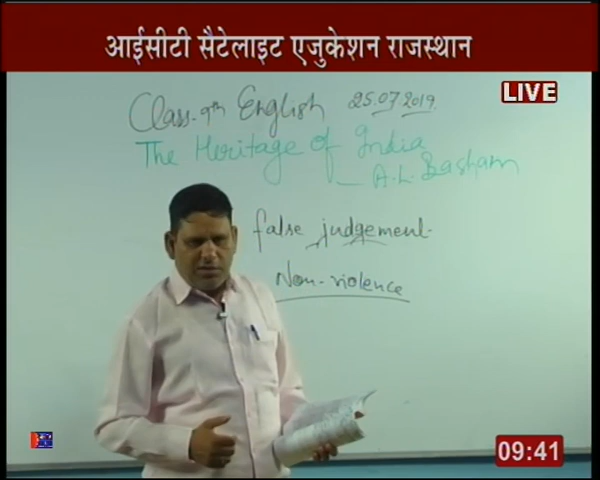 आईसीटी सैटेलाइट एजुकेशन राजस्थान
LIVE
Class-9th English 25.07.2019
The Heritage of India
- A.L. Basham
false judgement.
Non-violence
09:41